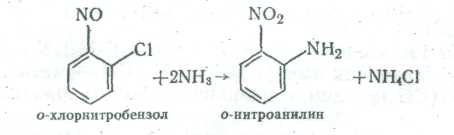 NO NO₂
Cl NH₂
+2NH₃→ +NH₄Cl
о-хлорнитробензол о-нитроанилин